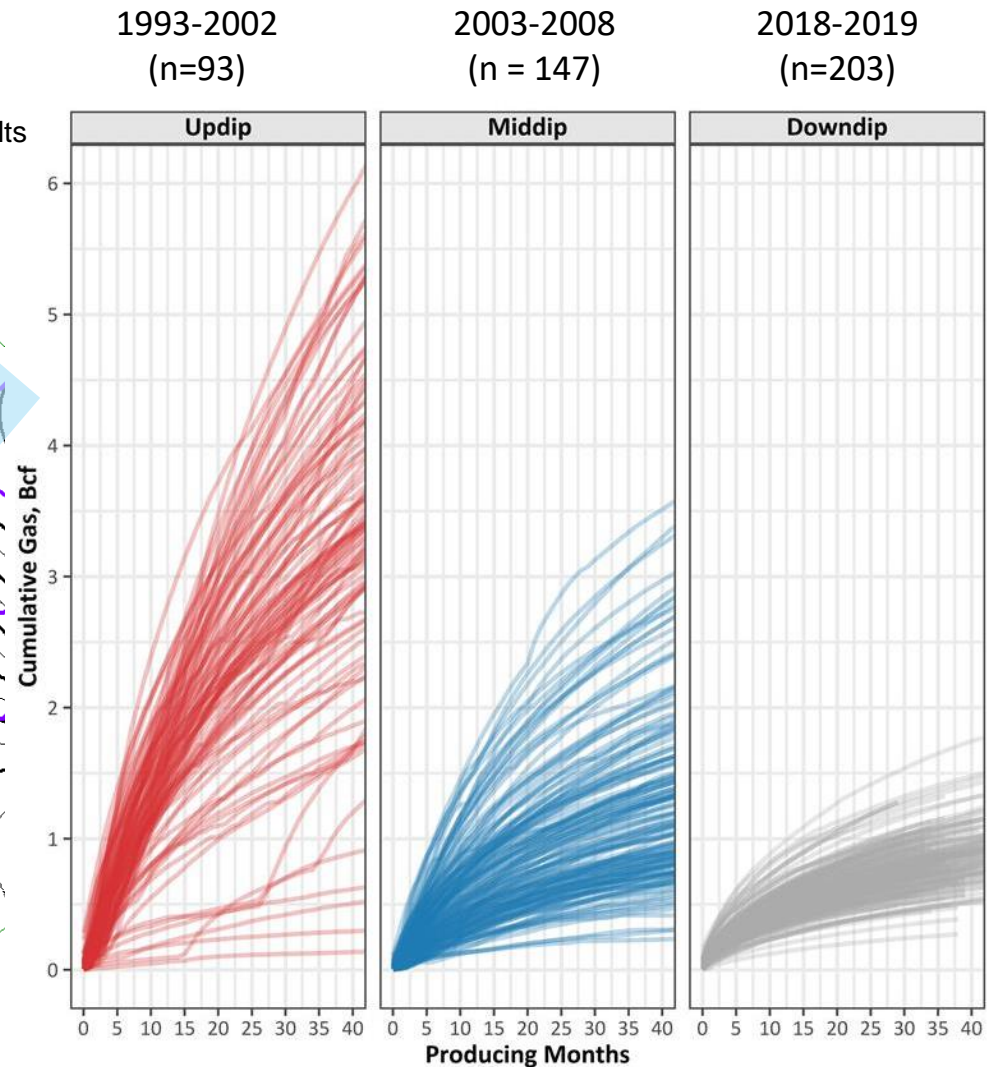 1993-2002
(n=93)
2003-2008
(n = 147)
2018-2019
(n=203)
lts
Updip
Middip
Downdip
Cumulative Gas, Bcf
6
5
4
3
2
1
0
0 5 10 15 20 25 30 35 40
0 5 10 15 20 25 30 35 40
0 5 10 15 20 25 30 35 40
Producing Months